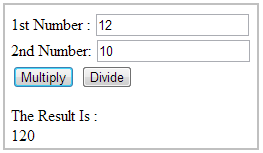 1st Number : 12
2nd Number: 10
Multiply Divide
The Result Is :
120